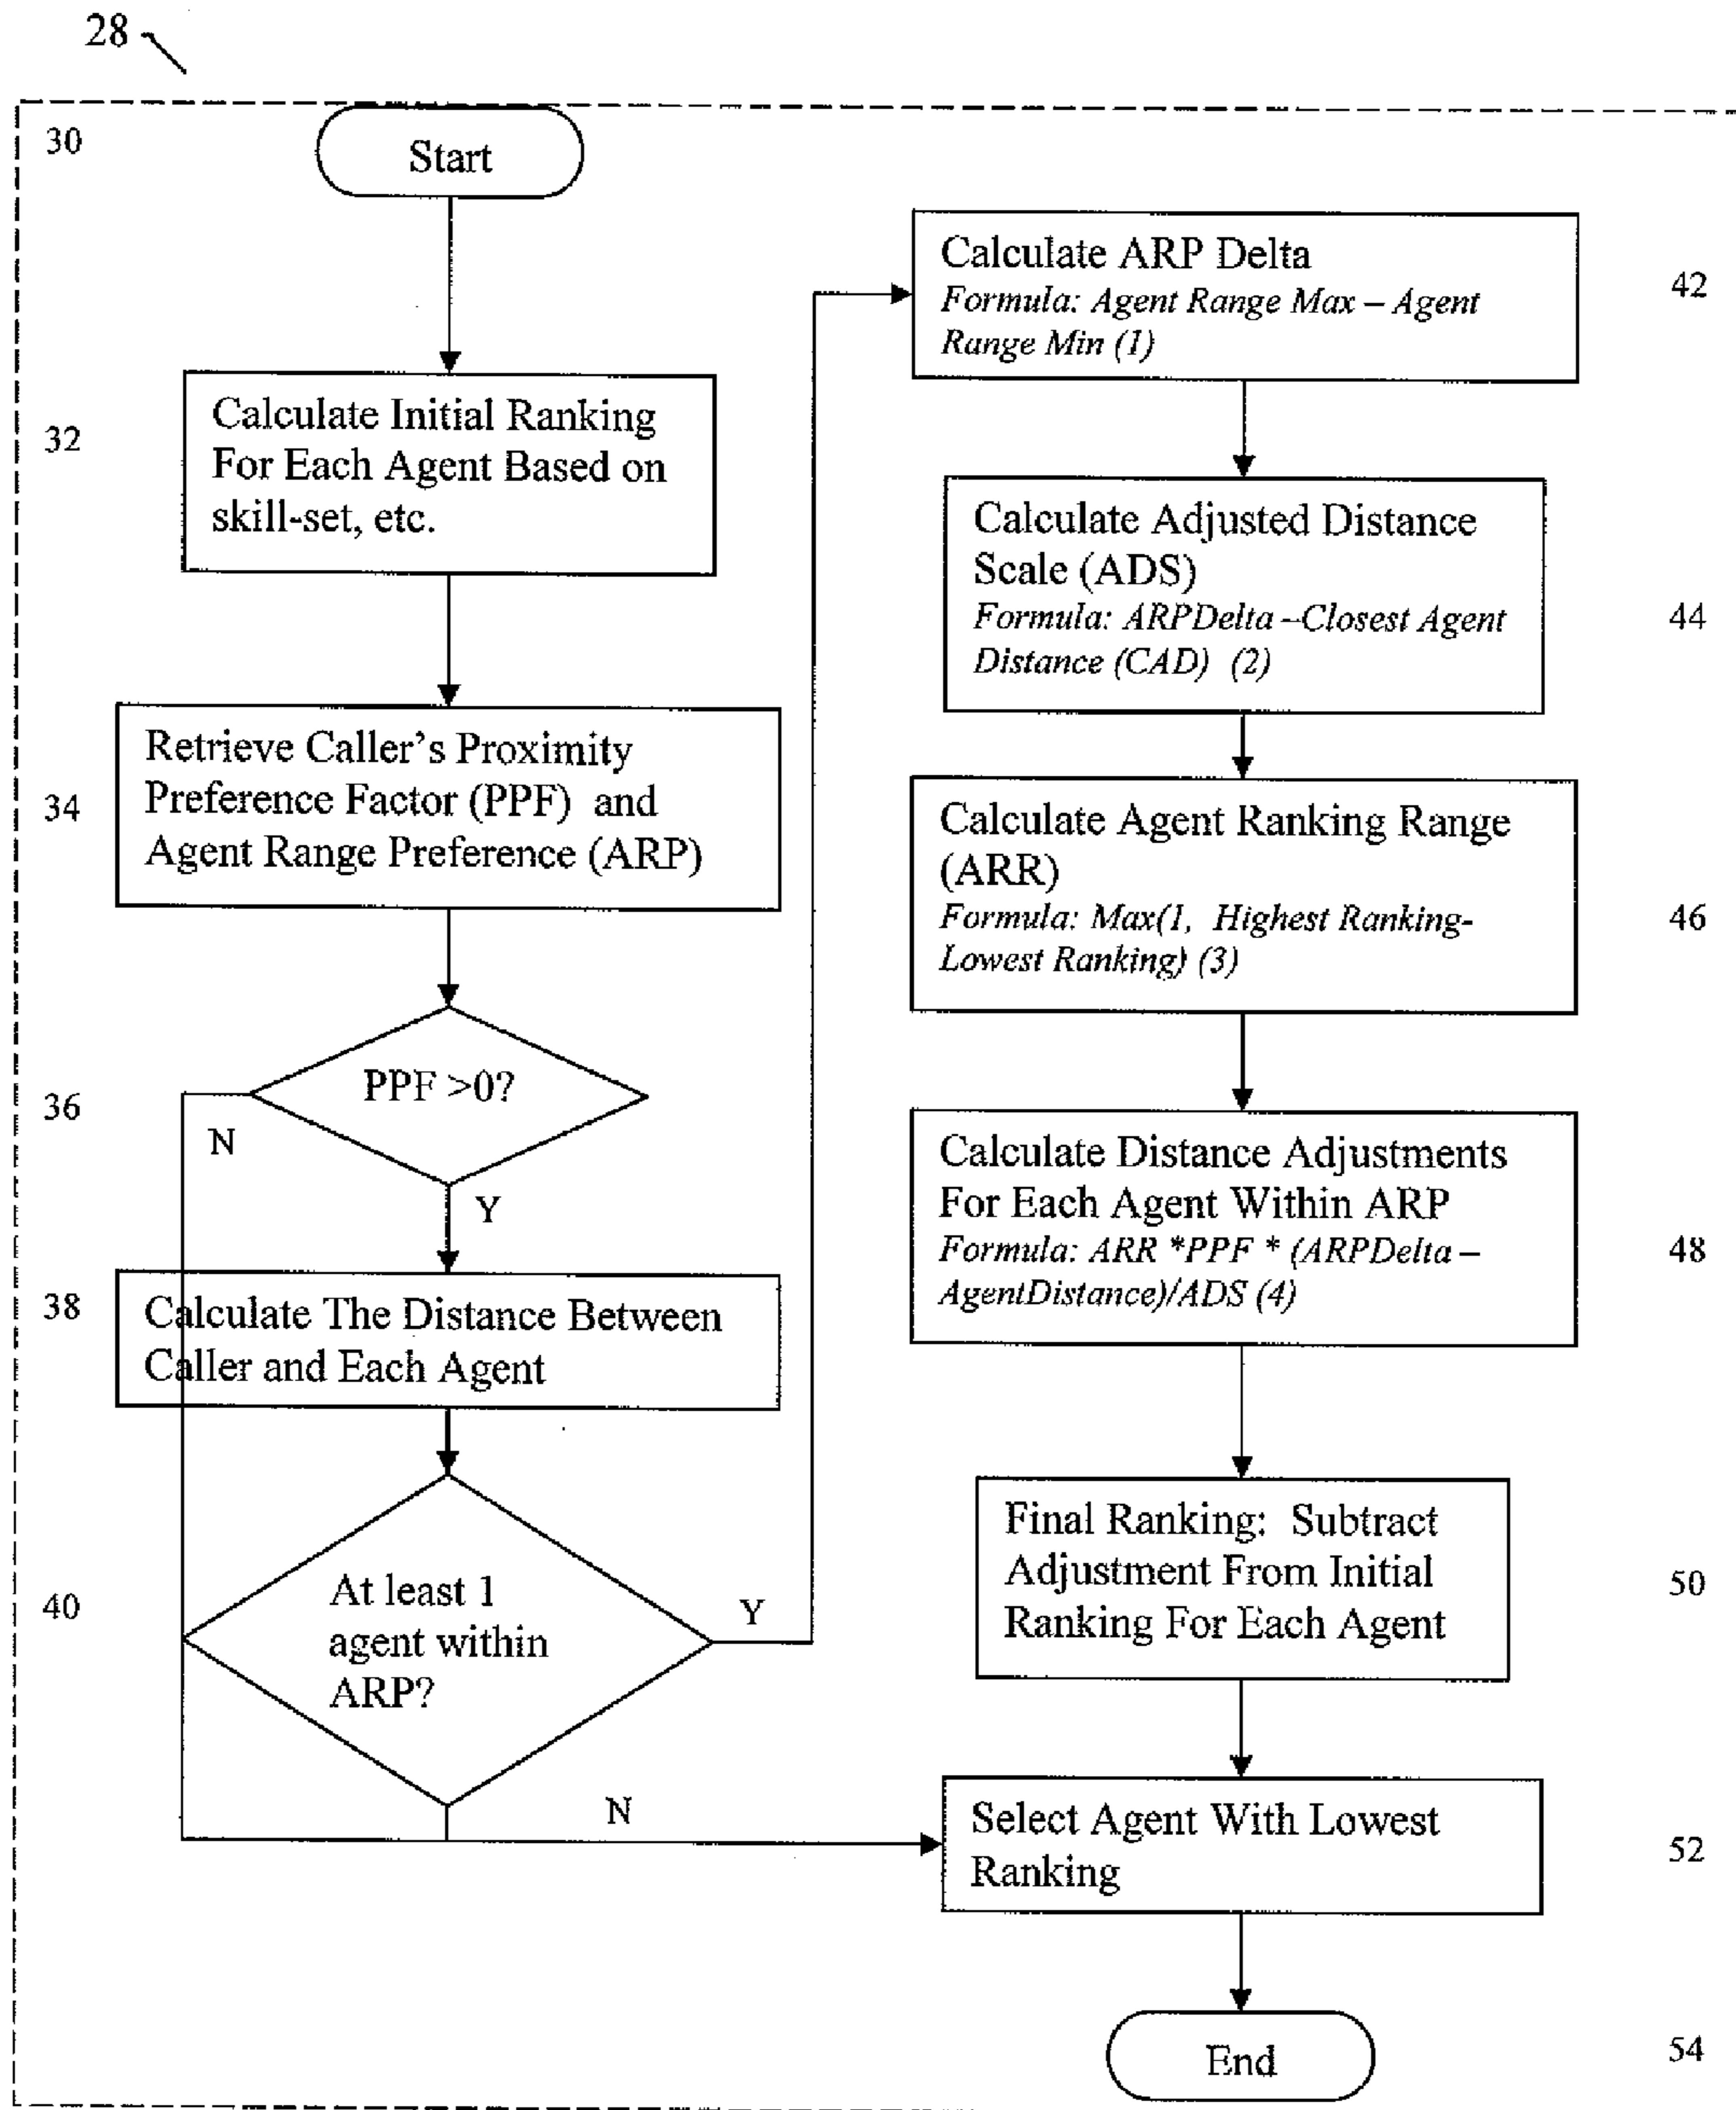 28
30
Start
32
Calculate Initial Ranking
For Each Agent Based on
skill-set, etc.
34
Retrieve Caller's Proximity
Preference Factor (PPF) and
Agent Range Preference (ARP)
36
PPF >0?
N
Y
38
Calculate The Distance Between
Caller and Each Agent
40
At least 1
agent within
ARP?
Y
N
Calculate ARP Delta
Formula: Agent Range Max – Agent
Range Min (1)
42
Calculate Adjusted Distance
Scale (ADS)
Formula: ARPDelta –Closest Agent
Distance (CAD) (2)
44
Calculate Agent Ranking Range
(ARR)
Formula: Max(1, Highest Ranking-
Lowest Ranking) (3)
46
Calculate Distance Adjustments
For Each Agent Within ARP
Formula: ARR *PPF * (ARPDelta –
AgentDistance)/ADS (4)
48
Final Ranking: Subtract
Adjustment From Initial
Ranking For Each Agent
50
Select Agent With Lowest
Ranking
52
End
54